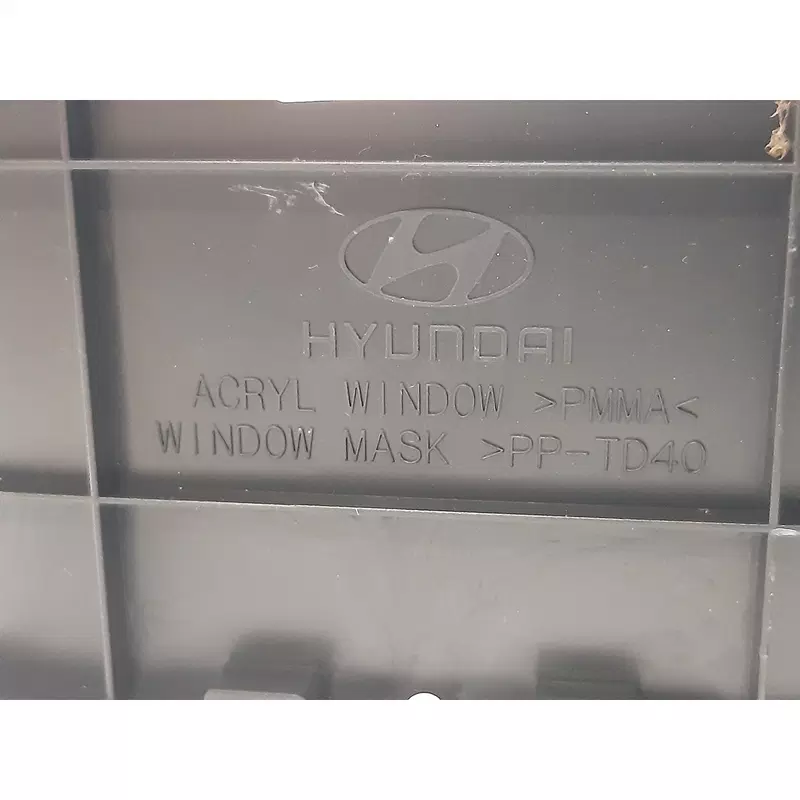 HYUNDAI
ACRYL WINDOW >PMMA<
WINDOW MASK >PP-TD40